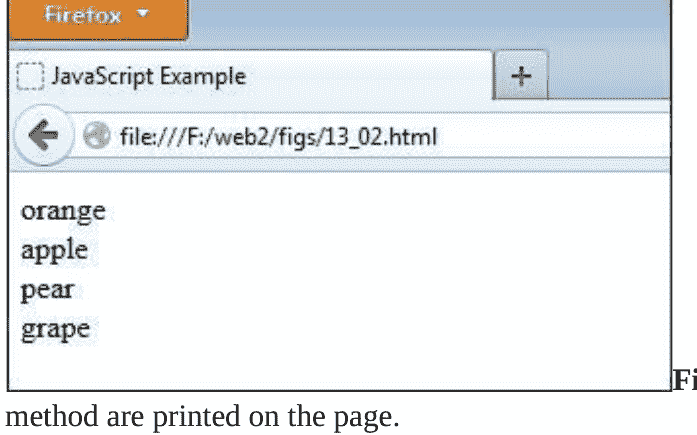 Firefox
JavaScript Example
file:///F:/web2/figs/13_02.html
orange
apple
pear
grape
method are printed on the page.